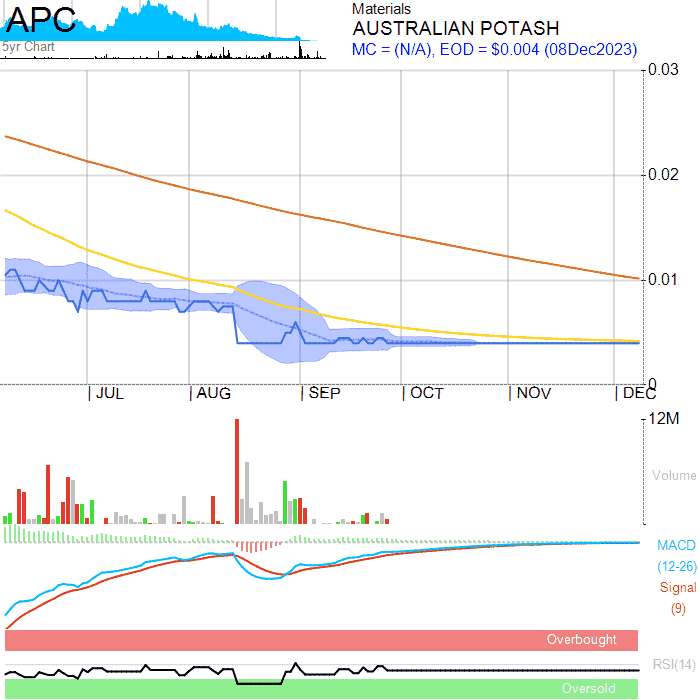 APC
5yr Chart
Materials
AUSTRALIAN POTASH
MC = (N/A), EOD = $0.004 (08Dec2023)
0.03
0.02
0.01
0
JUL
AUG
SEP
OCT
NOV
DEC
12M
Volume
MACD
(12-26)
Signal
(9)
Overbought
RSI(14)
Oversold